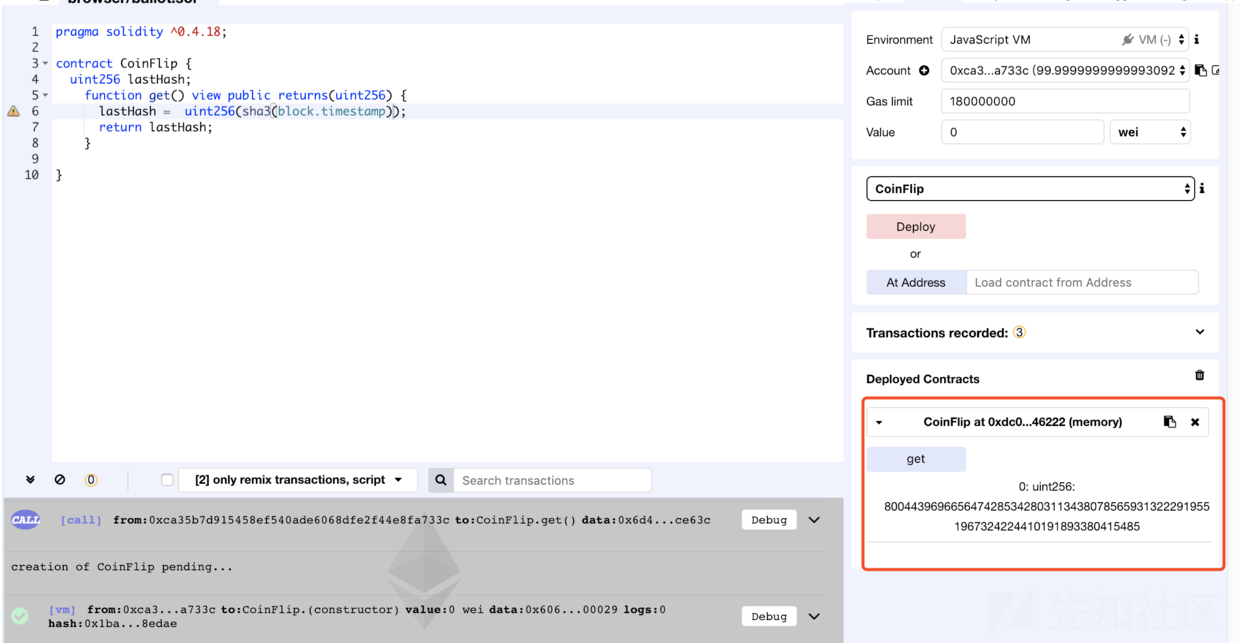 browser/ballot.sol
1 pragma solidity ^0.4.18;
2
3 contract CoinFlip {
4 uint256 lastHash;
5 function get() view public returns(uint256) {
6 lastHash = uint256(sha3(block.timestamp));
7 return lastHash;
8 }
9
10 }
Environment JavaScript VM VM (-)
Account 0xca3...a733c (99.9999999999993092
Gas limit 180000000
Value 0 wei
CoinFlip
Deploy
or
At Address Load contract from Address
Transactions recorded: 3
Deployed Contracts
CoinFlip at 0xdc0...46222 (memory)
get
0: uint256:
80044396966564742853428031134380785659313222291955
19673242244101918933804​15485
0 [2] only remix transactions, script Search transactions
CALL [call] from:0xca35b7d915458ef540ade6068dfe2f44e8fa733c to:CoinFlip.get() data:0x6d4...ce63c Debug
creation of CoinFlip pending...
[vm] from:0xca3...a733c to:CoinFlip.(constructor) value:0 wei data:0x606...00029 logs:0 Debug
hash:0x1ba...8edae
先知社区